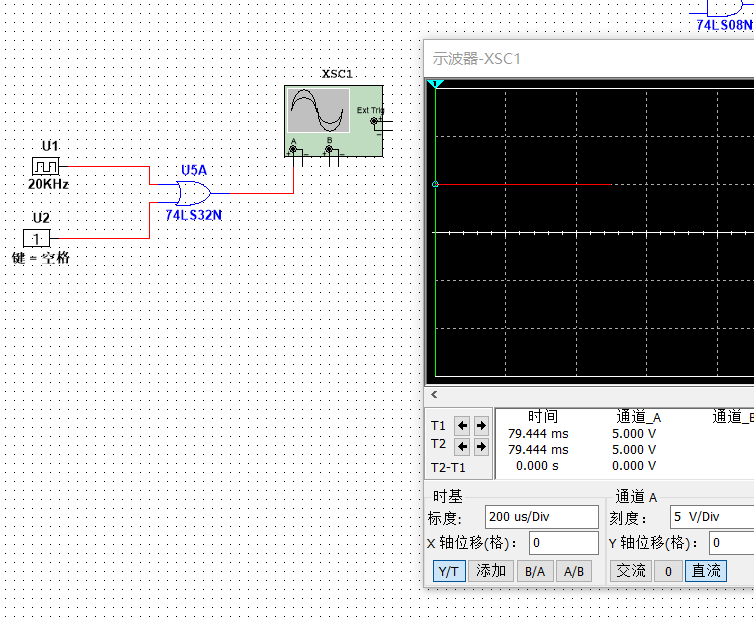 74LS08N
示波器-XSC1
XSC1
Ext Trig
A
B
U1
20KHz
U5A
74LS32N
U2
1
键 = 空格
时间 通道_A 通道_B
T1 79.444 ms 5.000 V
T2 79.444 ms 5.000 V
T2-T1 0.000 s 0.000 V
时基 通道 A
标度: 200 us/Div 刻度: 5 V/Div
X 轴位移(格): 0 Y 轴位移(格): 0
Y/T 添加 B/A A/B 交流 0 直流